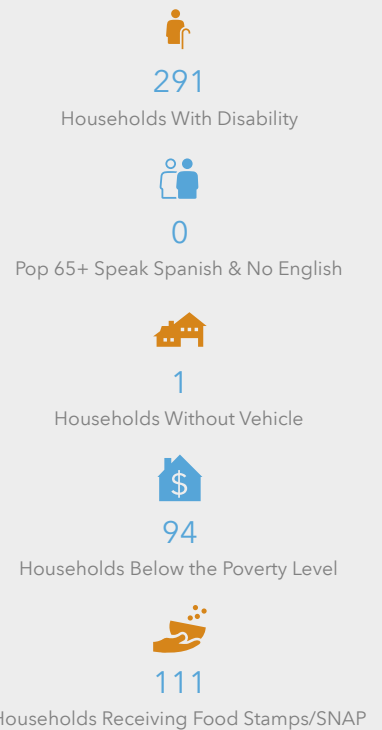 291
Households With Disability
0
Pop 65+ Speak Spanish & No English
1
Households Without Vehicle
$
94
Households Below the Poverty Level
111
Households Receiving Food Stamps/SNAP